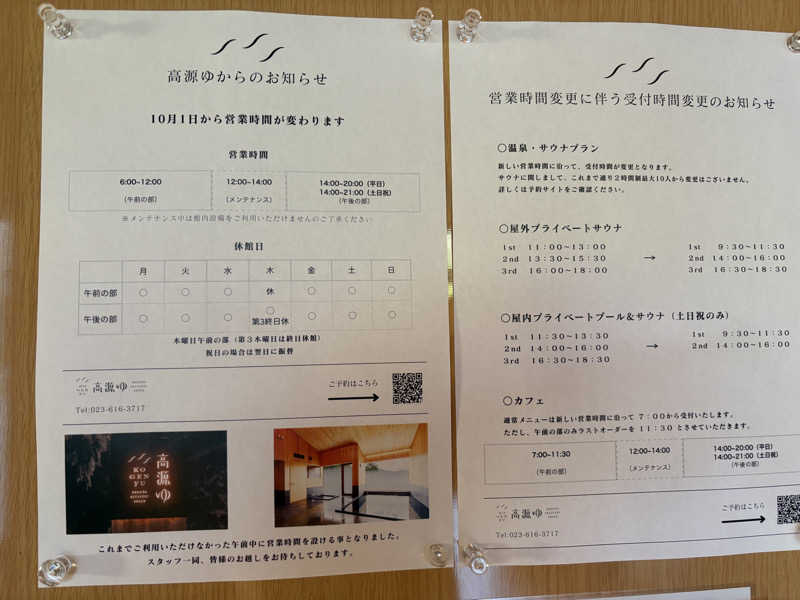 高源ゆからのお知らせ
10月1日から営業時間が変わります
営業時間
6:00~12:00 12:00~14:00 14:00~20:00（平日）
14:00~21:00（土日祝）
（午前の部） （メンテナンス） （午後の部）
※メンテナンス中は館内設備をご利用いただけませんのご了承ください
休館日
月 火 水 木 金 土 日
午前の部 ○ ○ ○ 休 ○ ○ ○
午後の部 ○ ○ ○ ○ ○ ○ ○
第3終日休
木曜日午前の部（第３木曜日は終日休館）
祝日の場合は翌日に振替
高源ゆ
ご予約はこちら
Tel:023-616-3717
高源ゆ
KO
GEN
YU
これまでご利用いただけなかった午前中に営業時間を設ける事となりました。
スタッフ一同、皆様のお越しをお待ちしております。
営業時間変更に伴う受付時間変更のお知らせ
○温泉・サウナプラン
新しい営業時間に沿って、受付時間が変更となります。
サウナに関しまして、これまで通り２時間制最大10人から変更はございません。
詳しくは予約サイトをご確認ください。
○屋外プライベートサウナ
1st 11:00~13:00 1st 9:30~11:30
2nd 13:30~15:30 → 2nd 14:00~16:00
3rd 16:00~18:00 3rd 16:30~18:30
○屋内プライベートプール＆サウナ（土日祝のみ）
1st 11:30~13:30 1st 9:30~11:30
2nd 14:00~16:00 → 2nd 14:00~16:00
3rd 16:30~18:30
○カフェ
通常メニューは新しい営業時間に沿って 7：00から受付いたします。
ただし、午前の部のみラストオーダーを 11：30 とさせていただきます。
7:00~11:30 12:00~14:00 14:00~20:00（平日）
14:00~21:00（土日祝）
（午前の部） （メンテナンス） （午後の部）
高源ゆ
ご予約はこちら
Tel:023-616-3717